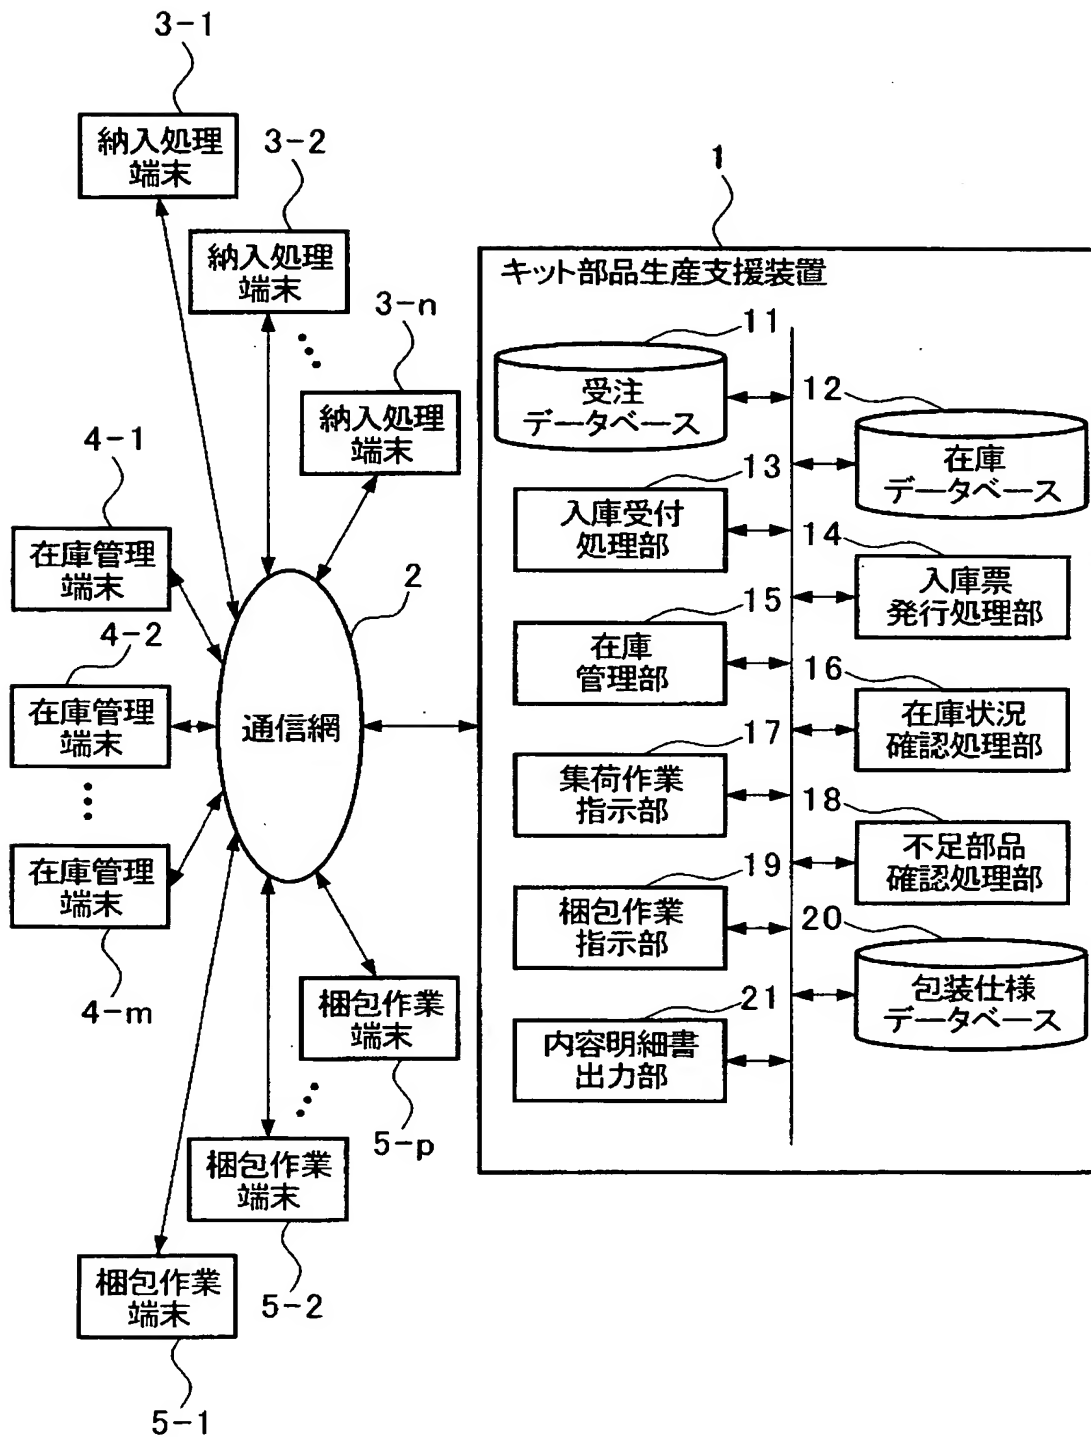 3-1
納入処理
端末
3-2
納入処理
端末
3-n
納入処理
端末
4-1
在庫管理
端末
4-2
在庫管理
端末
在庫管理
端末
4-m
2
通信網
梱包作業
端末
5-p
梱包作業
端末
5-2
梱包作業
端末
5-1
1
キット部品生産支援装置
11
受注
データベース
12
在庫
データベース
13
入庫受付
処理部
14
入庫票
発行処理部
15
在庫
管理部
16
在庫状況
確認処理部
17
集荷作業
指示部
18
不足部品
確認処理部
19
梱包作業
指示部
20
包装仕様
データベース
21
内容明細書
出力部